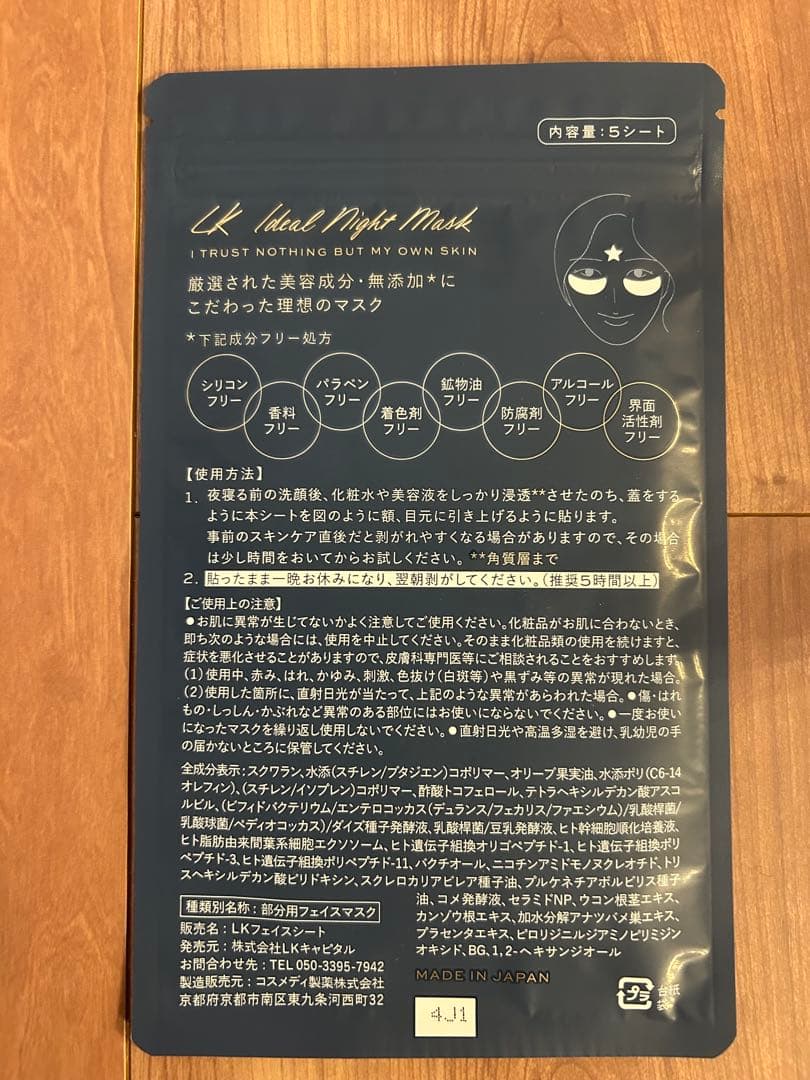 内容量：5シート
LK Ideal Night Mask
I TRUST NOTHING BUT MY OWN SKIN
厳選された美容成分・無添加*に
こだわった理想のマスク
*下記成分フリー処方
シリコンフリー
香料フリー
パラベンフリー
着色剤フリー
鉱物油フリー
防腐剤フリー
アルコールフリー
界面活性剤フリー
【使用方法】
1. 夜寝る前の洗顔後、化粧水や美容液をしっかり浸透**させたのち、蓋をする
ように本シートを図のように額、目元に引き上げるように貼ります。
事前のスキンケア直後だと剥がれやすくなる場合がありますので、その場合
は少し時間をおいてからお試しください。 **角質層まで
2. 貼ったまま一晩お休みになり、翌朝剥がしてください。(推奨5時間以上)
【ご使用上の注意】
●お肌に異常が生じてないかよく注意してご使用ください。化粧品がお肌に合わないとき、
即ち次のような場合には、使用を中止してください。そのまま化粧品類の使用を続けますと、
症状を悪化させることがありますので、皮膚科専門医等にご相談されることをおすすめします。
(1)使用中、赤み、はれ、かゆみ、刺激、色抜け(白斑等)や黒ずみ等の異常が現れた場合。
(2)使用した箇所に、直射日光が当たって、上記のような異常があらわれた場合。●傷・はれ
もの・しっしん・かぶれなど異常のある部位にはお使いにならないでください。●一度お使い
になったマスクを繰り返し使用しないでください。●直射日光や高温多湿を避け、乳幼児の手
の届かないところに保管してください。
全成分表示：スクワラン、水添(スチレン/ブタジエン)コポリマー、オリーブ果実油、水添ポリ(C6-14
オレフィン)、(スチレン/イソプレン)コポリマー、酢酸トコフェロール、テトラヘキシルデカン酸アスコ
ルビル、(ビフィドバクテリウム/エンテロコッカス(デュランス/フェカリス/ファエシウム)/乳酸桿菌/
乳酸球菌/ペディオコッカス)/ダイズ種子発酵液、乳酸桿菌/豆乳発酵液、ヒト幹細胞順化培養液、
ヒト脂肪由来間葉系細胞エクソソーム、ヒト遺伝子組換オリゴペプチド-1、ヒト遺伝子組換ポリ
ペプチド-3、ヒト遺伝子組換ポリペプチド-11、バクチオール、ニコチンアミドモノヌクレオチド、トリ
スヘキシルデカン酸ピリドキシン、スクレロカリアビレア種子油、プルケネチアボルビリス種子
油、コメ発酵液、セラミドNP、ウコン根茎エキス、
カンゾウ根エキス、加水分解アナツバメ巣エキス、
プラセンタエキス、ピロリジニルジアミノピリミジン
オキシド、BG、1,2-ヘキサンジオール
種類別名称：部分用フェイスマスク
販売名：LKフェイスシート
発売元：株式会社LKキャピタル
お問合わせ先：TEL 050-3395-7942
製造販売元：コスメディ製薬株式会社
京都府京都市南区東九条河西町32
MADE IN JAPAN
プラ
台紙
袋
4J1